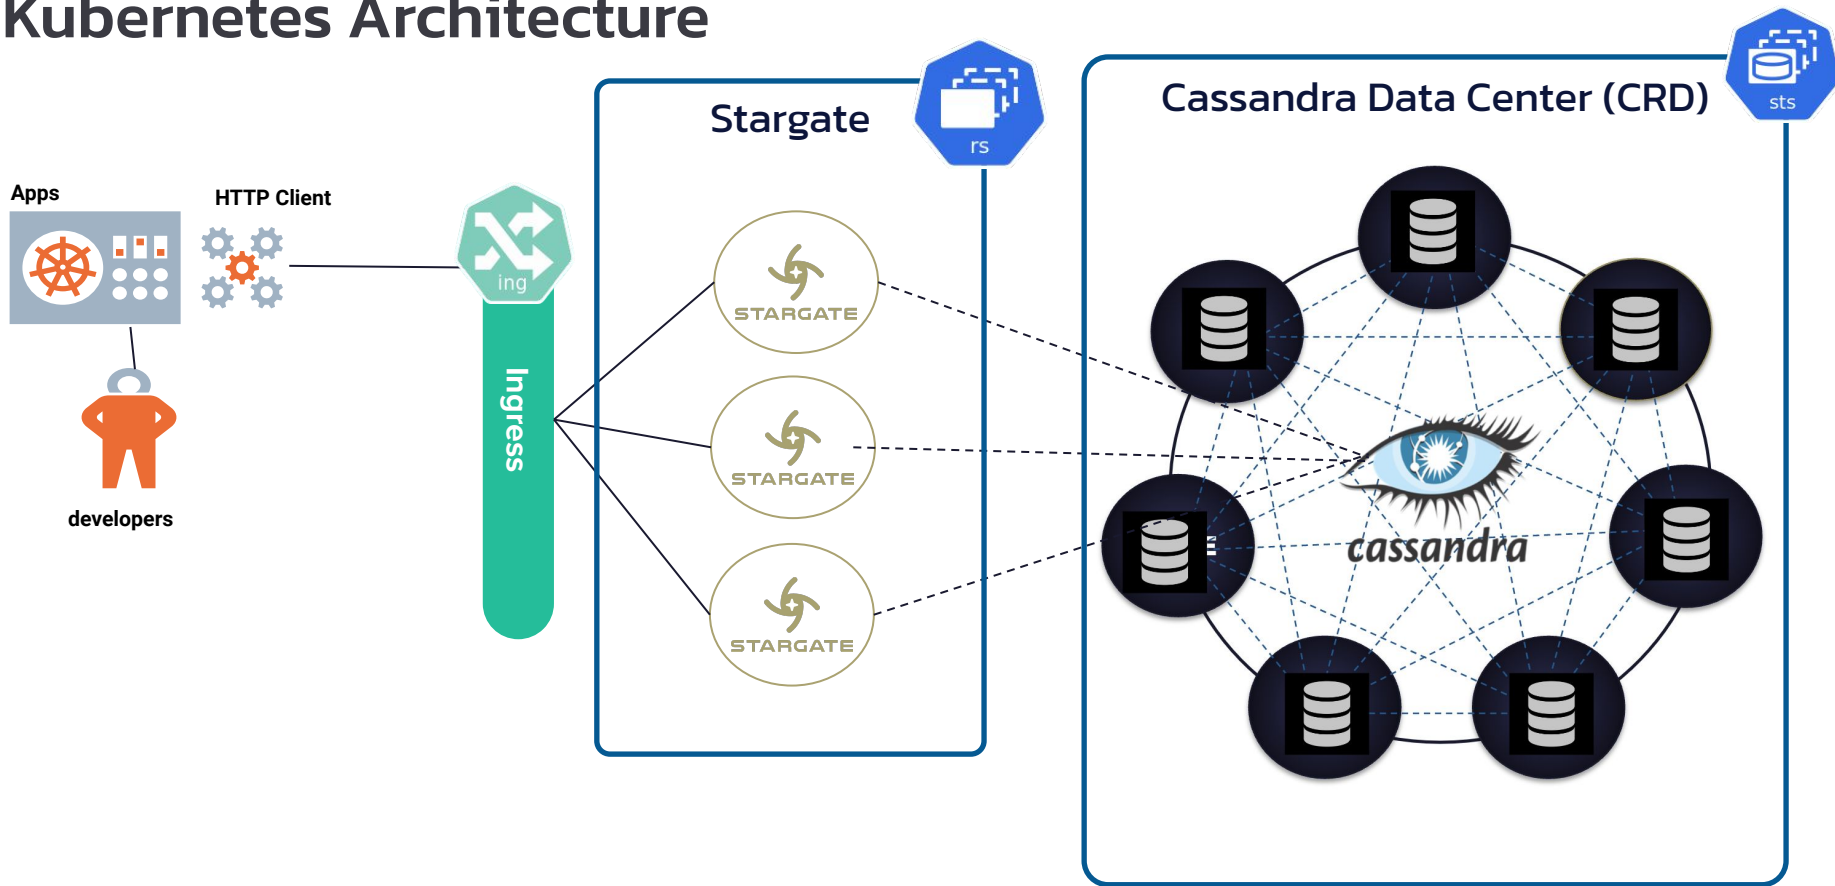 Kubernetes Architecture
Apps
HTTP Client
developers
ing
Ingress
Stargate
rs
STARGATE
STARGATE
STARGATE
Cassandra Data Center (CRD)
sts
cassandra